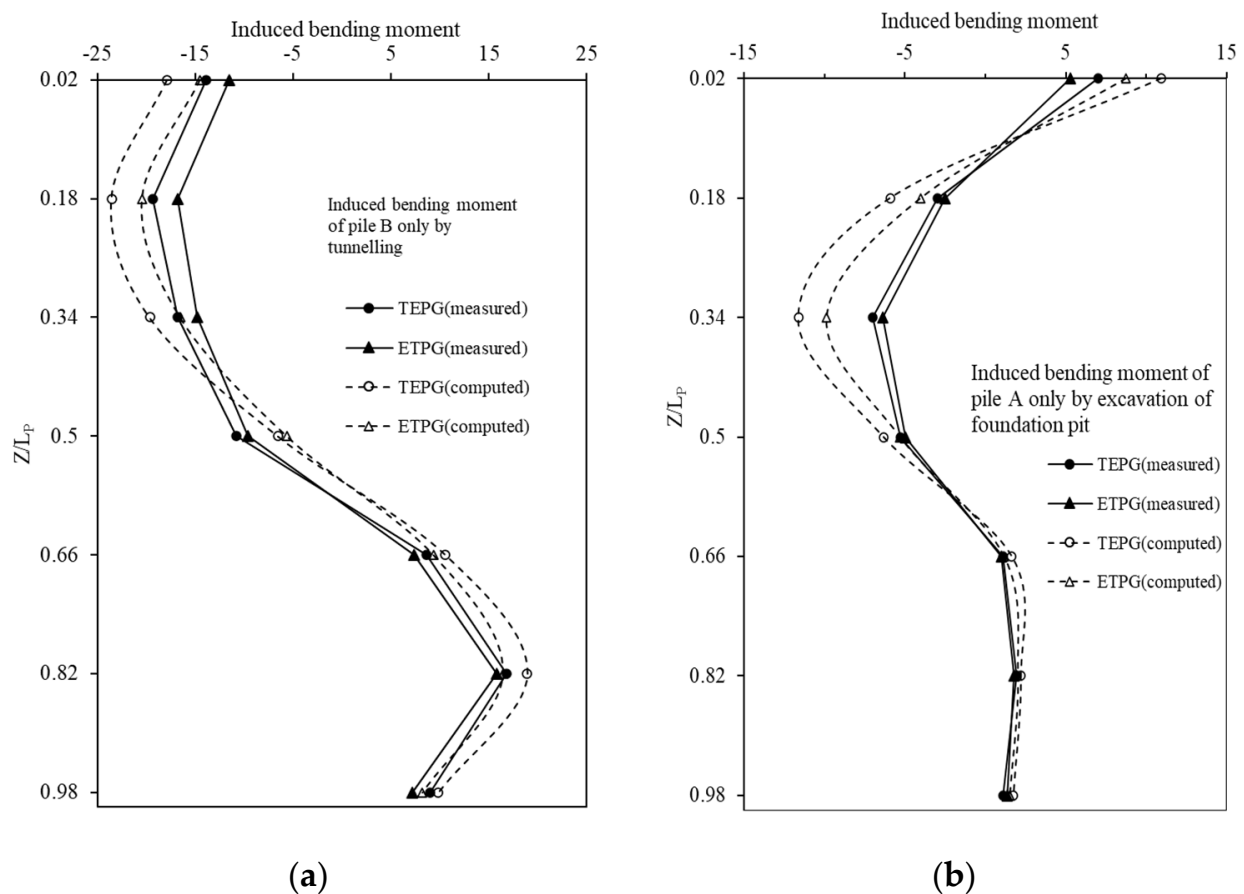 Induced bending moment
-25 -15 -5 5 15 25
0.02
0.18
0.34
0.5
0.66
0.82
0.98
Z/LP
Induced bending moment
of pile B only by
tunnelling
TEPG(measured)
ETPG(measured)
TEPG(computed)
ETPG(computed)
(a)
Induced bending moment
-15 -5 5 15
0.02
0.18
0.34
0.5
0.66
0.82
0.98
Z/LP
Induced bending moment of
pile A only by excavation of
foundation pit
TEPG(measured)
ETPG(measured)
TEPG(computed)
ETPG(computed)
(b)